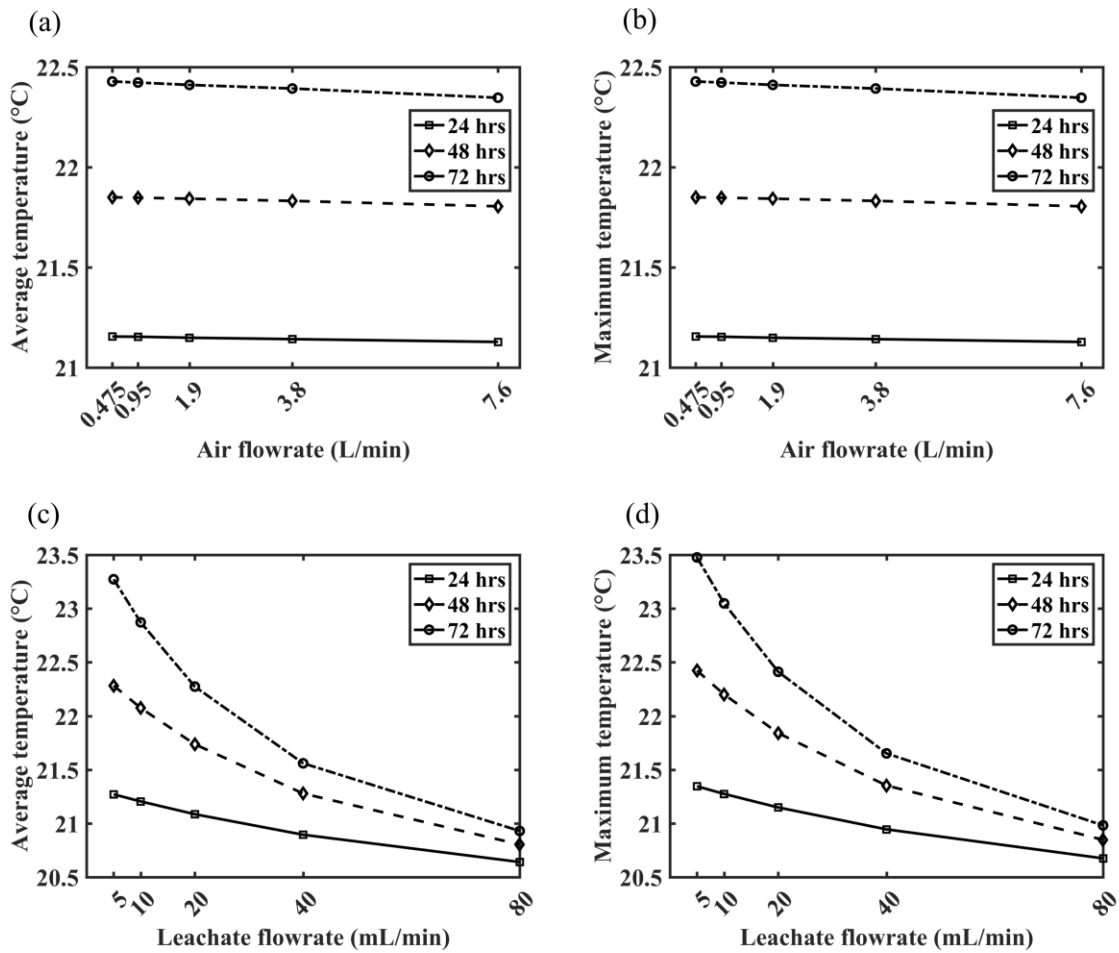 (a)
Average temperature (°C)
22.5
22
21.5
21
24 hrs
48 hrs
72 hrs
0.475
0.95
1.9
3.8
7.6
Air flowrate (L/min)
(b)
Maximum temperature (°C)
22.5
22
21.5
21
24 hrs
48 hrs
72 hrs
0.475
0.95
1.9
3.8
7.6
Air flowrate (L/min)
(c)
Average temperature (°C)
23.5
23
22.5
22
21.5
21
20.5
24 hrs
48 hrs
72 hrs
5
10
20
40
80
Leachate flowrate (mL/min)
(d)
Maximum temperature (°C)
23.5
23
22.5
22
21.5
21
20.5
24 hrs
48 hrs
72 hrs
5
10
20
40
80
Leachate flowrate (mL/min)